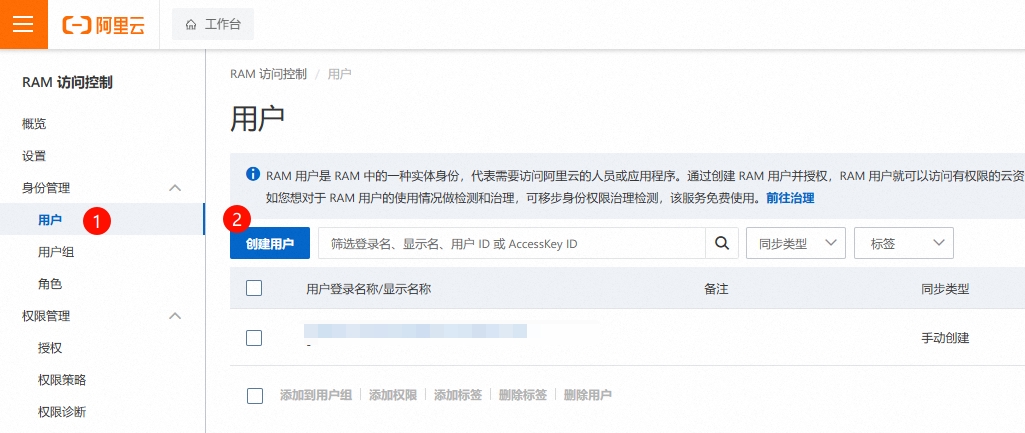 阿里云 工作台
RAM 访问控制
概览
设置
身份管理
用户 1
用户组
角色
权限管理
授权
权限策略
权限诊断
RAM 访问控制 / 用户
用户
RAM 用户是 RAM 中的一种实体身份，代表需要访问阿里云的人员或应用程序。通过创建 RAM 用户并授权，RAM 用户就可以访问有权限的云资
如您想对于 RAM 用户的使用情况做检测和治理，可移步身份权限治理检测，该服务免费使用。前往治理
2
创建用户 筛选登录名、显示名、用户 ID 或 AccessKey ID 同步类型 标签
用户登录名称/显示名称 备注 同步类型
手动创建
-
添加到用户组 添加权限 添加标签 删除标签 删除用户